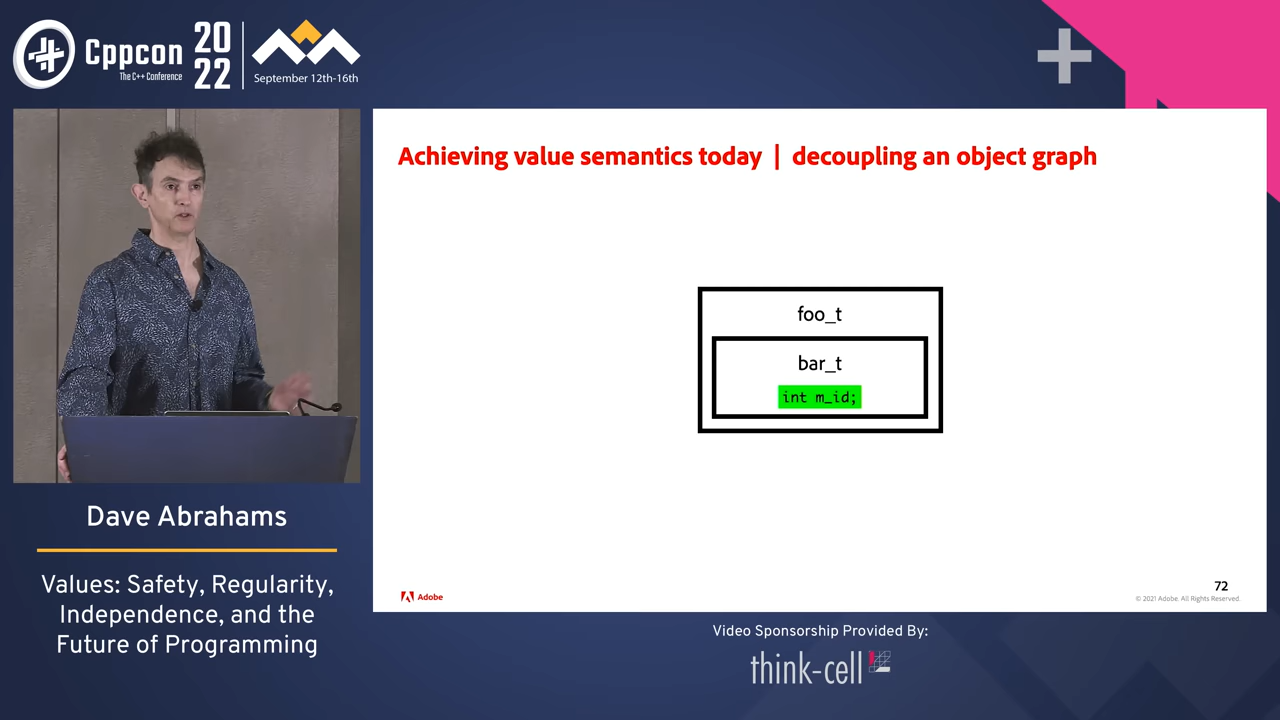 Cppcon
The C++ Conference
20
22
September 12th-16th
Achieving value semantics today | decoupling an object graph
foo_t
bar_t
int m_id;
Dave Abrahams
Values: Safety, Regularity,
Independence, and the
Future of Programming
Adobe
72
© 2021 Adobe. All Rights Reserved.
Video Sponsorship Provided By:
think-cell